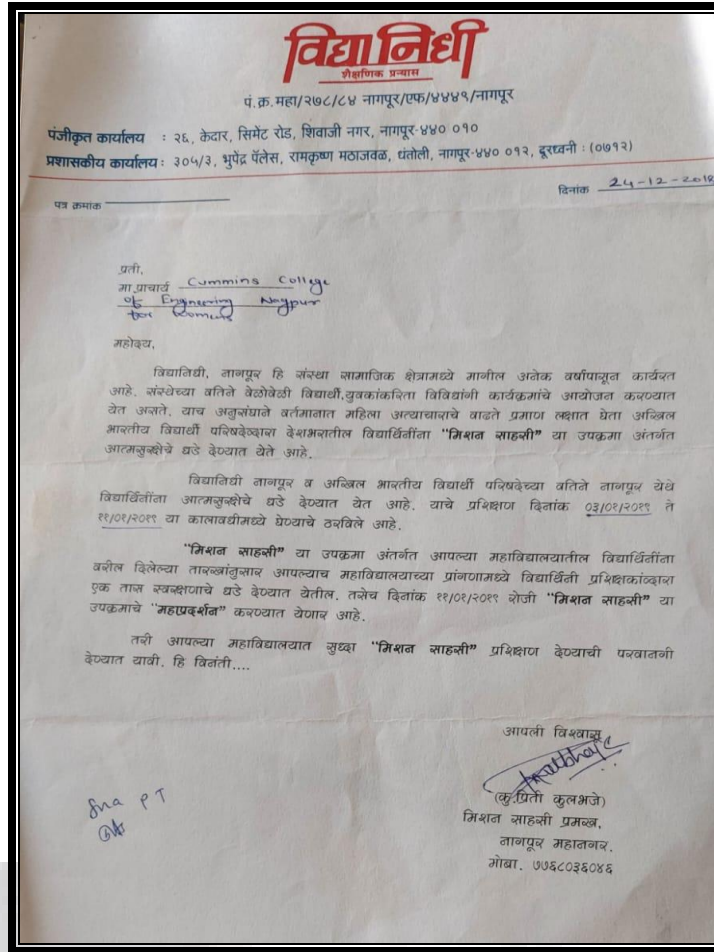 विद्या निधी
शैक्षणिक प्रन्यास
पं.क्र.महा/२७८/८४ नागपूर/एफ/४४४९/नागपूर
पंजीकृत कार्यालय : २६, केदार, सिमेंट रोड, शिवाजी नगर, नागपूर-४४० ०१०
प्रशासकीय कार्यालय : ३०५/३, भुपेंद्र पॅलेस, रामकृष्ण मठाजवळ, धंतोली, नागपूर-४४० ०१२, दूरध्वनी : (०७१२)
दिनांक 24-12-2018
पत्र क्रमांक
प्रती,
मा.प्राचार्य Cummins College
of Engineering Nagpur
for Womens
महोदय,
विद्यानिधी, नागपूर हि संस्था सामाजिक क्षेत्रामध्ये मागील अनेक वर्षांपासून कार्यरत
आहे. संस्थेच्या वतिने वेळोवेळी विद्यार्थी,युवकांकरिता विविधांगी कार्यक्रमांचे आयोजन करण्यात
येत असते. याच अनुसंघाने वर्तमानात महिला अत्याचाराचे वाढते प्रमाण लक्षात घेता अखिल
भारतीय विद्यार्थी परिषदेव्दारा देशभरातील विद्यार्थिनींना "मिशन साहसी" या उपक्रमा अंतर्गत
आत्मसुरक्षेचे धडे देण्यात येते आहे.
विद्यानिधी नागपूर व अखिल भारतीय विद्यार्थी परिषदेच्या वतिने नागपूर येथे
विद्यार्थिनींना आत्मसुरक्षेचे धडे देण्यात येत आहे. याचे प्रशिक्षण दिनांक ०३/०१/२०१९ ते
११/०१/२०१९ या कालावधीमध्ये घेण्याचे ठरविले आहे.
"मिशन साहसी" या उपक्रमा अंतर्गत आपल्या महाविद्यालयातील विद्यार्थिनींना
वरील दिलेल्या तारखांनुसार आपल्याच महाविद्यालयाच्या प्रांगणामध्ये विद्यार्थिनी प्रशिक्षकांव्दारा
एक तास स्वरक्षणाचे धडे देण्यात येतील. तसेच दिनांक ११/०१/२०१९ रोजी "मिशन साहसी" या
उपक्रमाचे "महाप्रदर्शन" करण्यात येणार आहे.
तरी आपल्या महाविद्यालयात सुध्दा "मिशन साहसी" प्रशिक्षण देण्याची परवानगी
देण्यात यावी. हि विनंती....
आपली विश्वासू
(कु.प्रिती कुलभजे)
मिशन साहसी प्रमुख,
नागपूर महानगर.
मोबा. ७७६८०३६०४६